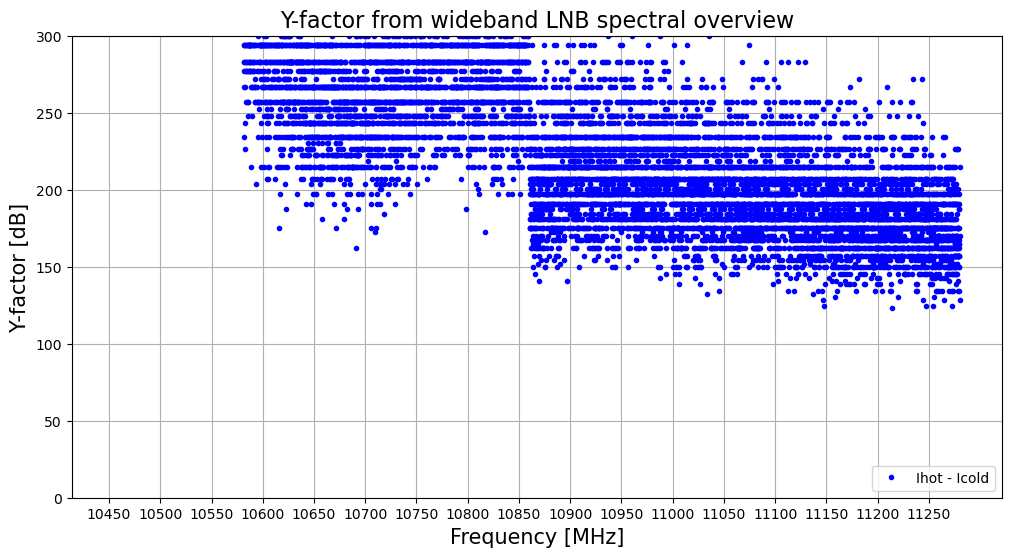 Y-factor from wideband LNB spectral overview
Y-factor [dB]
300
250
200
150
100
50
0
Ihot - Icold
10450 10500 10550 10600 10650 10700 10750 10800 10850 10900 10950 11000 11050 11100 11150 11200 11250
Frequency [MHz]